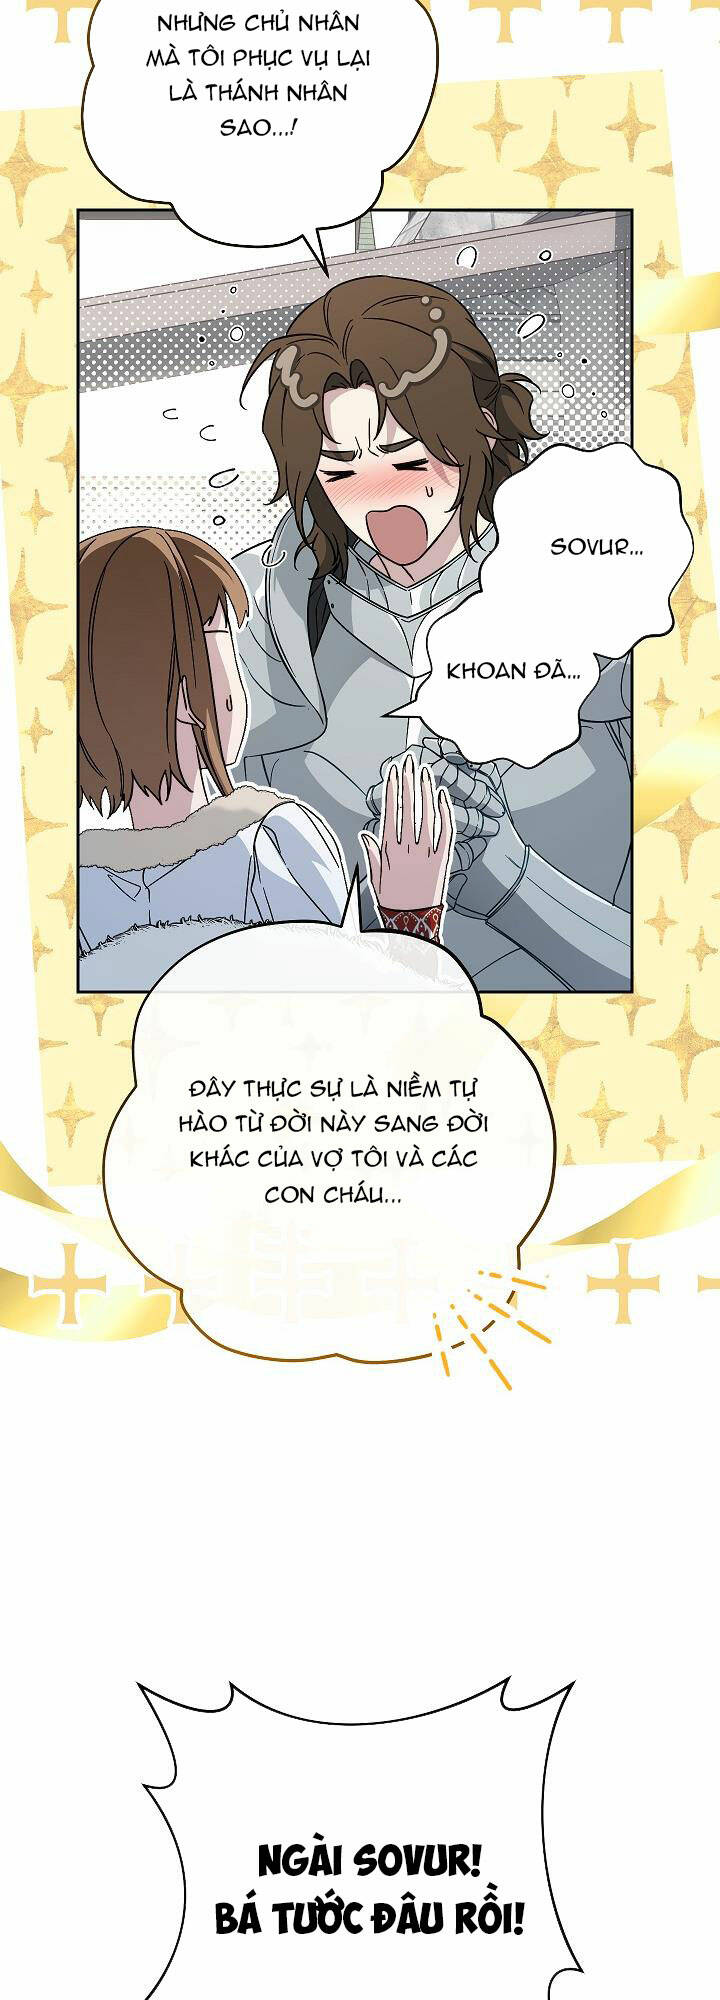 NHƯNG CHỦ NHÂN
MÀ TÔI PHỤC VỤ LẠI
LÀ THÁNH NHÂN
SAO...!
SOVUR...
KHOAN ĐÃ...
ĐÂY THỰC SỰ LÀ NIỀM TỰ
HÀO TỪ ĐỜI NÀY SANG ĐỜI
KHÁC CỦA VỢ TÔI VÀ CÁC
CON CHÁU...
NGÀI SOVUR!
BÁ TƯỚC ĐÂU RỒI!